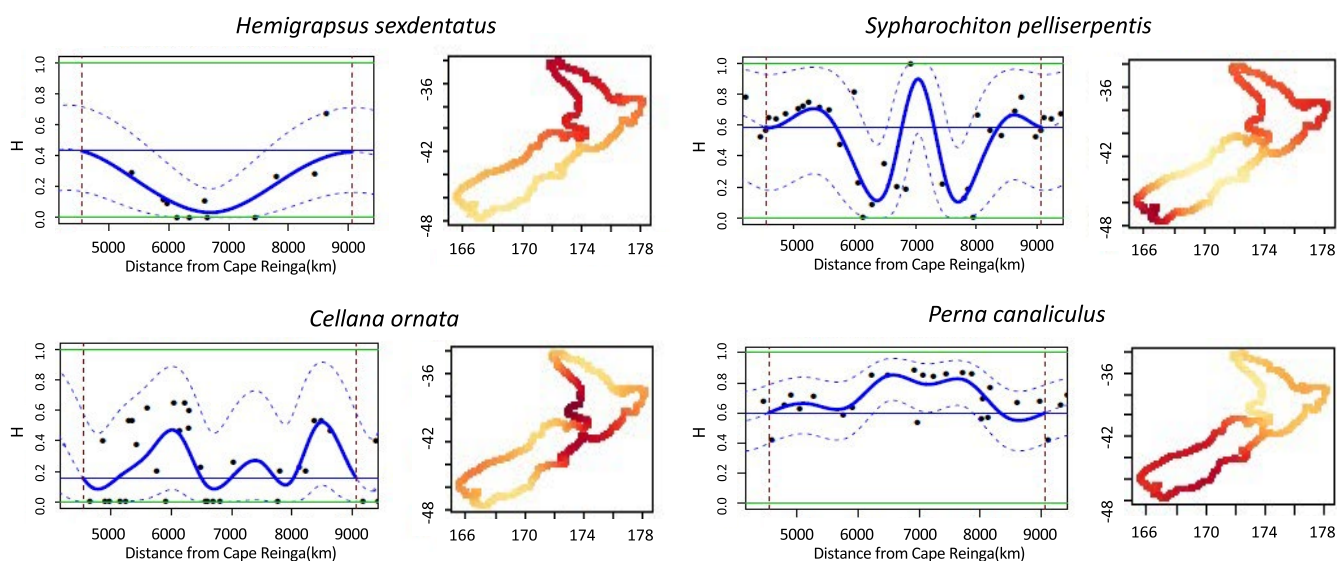 Hemigrapsus sexdentatus
H
1.0
0.8
0.6
0.4
0.2
0.0
5000 6000 7000 8000 9000
Distance from Cape Reinga(km)
-36
-42
-48
166 170 174 178
Sypharochiton pelliserpentis
H
1.0
0.8
0.6
0.4
0.2
0.0
5000 6000 7000 8000 9000
Distance from Cape Reinga(km)
-36
-42
-48
166 170 174 178
Cellana ornata
H
1.0
0.8
0.6
0.4
0.2
0.0
5000 6000 7000 8000 9000
Distance from Cape Reinga(km)
-36
-42
-48
166 170 174 178
Perna canaliculus
H
1.0
0.8
0.6
0.4
0.2
0.0
5000 6000 7000 8000 9000
Distance from Cape Reinga(km)
-36
-42
-48
166 170 174 178